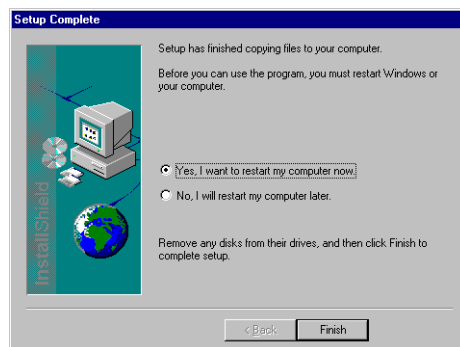 Setup Complete
Setup has finished copying files to your computer.
Before you can use the program, you must restart Windows or
your computer.
Yes, I want to restart my computer now.
No, I will restart my computer later.
Remove any disks from their drives, and then click Finish to
complete setup.
InstallShield
< Back
Finish